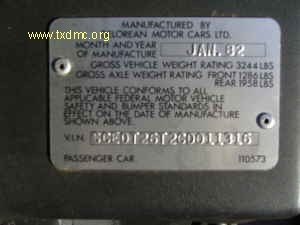 www.txdmc.org
MANUFACTURED BY
LOREAN MOTOR CARS LTD.
MONTH AND YEAR
OF MANUFACTURE JAN. 82
GROSS VEHICLE WEIGHT RATING 3244 LBS
GROSS AXLE WEIGHT RATING FRONT 1286 LBS
REAR 1958 LBS
THIS VEHICLE CONFORMS TO ALL
APPLICABLE FEDERAL MOTOR VEHICLE
SAFETY AND BUMPER STANDARDS IN
EFFECT ON THE DATE OF MANUFACTURE
SHOWN ABOVE.
V.I.N.
PASSENGER CAR 110573